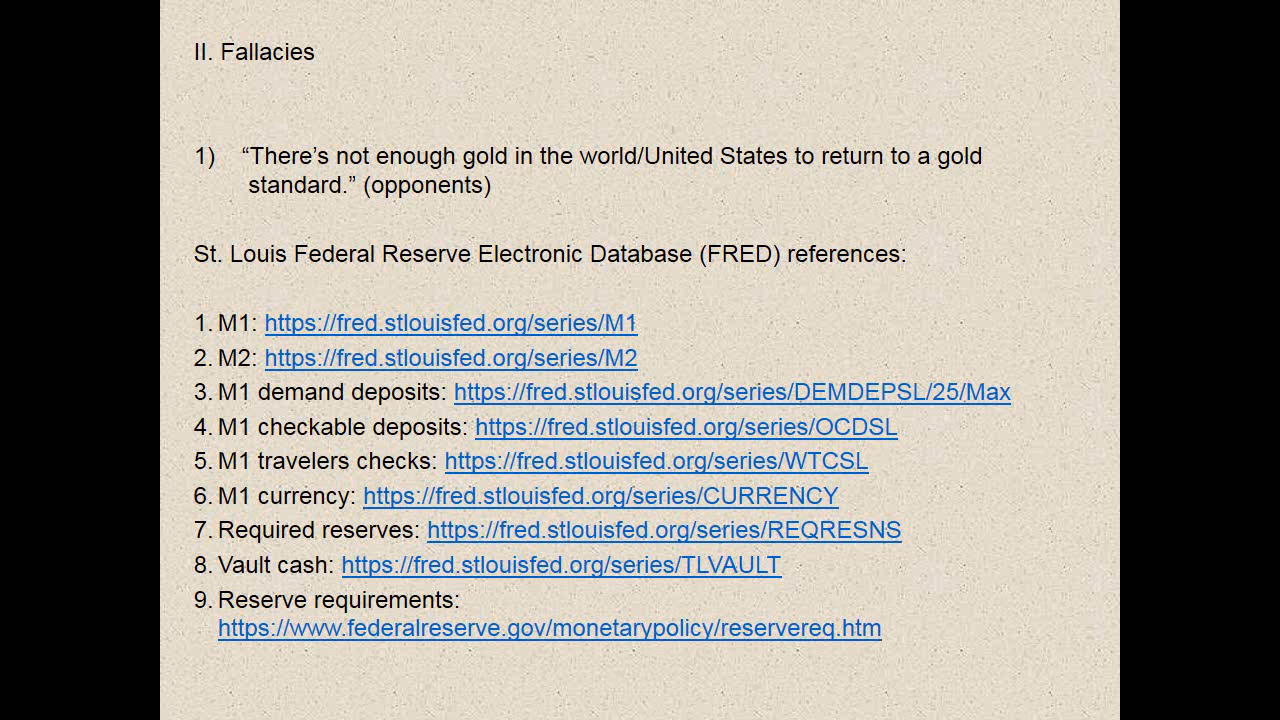 II. Fallacies
1) “There’s not enough gold in the world/United States to return to a gold
standard.” (opponents)
St. Louis Federal Reserve Electronic Database (FRED) references:
1. M1: https://fred.stlouisfed.org/series/M1
2. M2: https://fred.stlouisfed.org/series/M2
3. M1 demand deposits: https://fred.stlouisfed.org/series/DEMDEPSL/25/Max
4. M1 checkable deposits: https://fred.stlouisfed.org/series/OCDSL
5. M1 travelers checks: https://fred.stlouisfed.org/series/WTCSL
6. M1 currency: https://fred.stlouisfed.org/series/CURRENCY
7. Required reserves: https://fred.stlouisfed.org/series/REQRESNS
8. Vault cash: https://fred.stlouisfed.org/series/TLVAULT
9. Reserve requirements:
https://www.federalreserve.gov/monetarypolicy/reservereq.htm